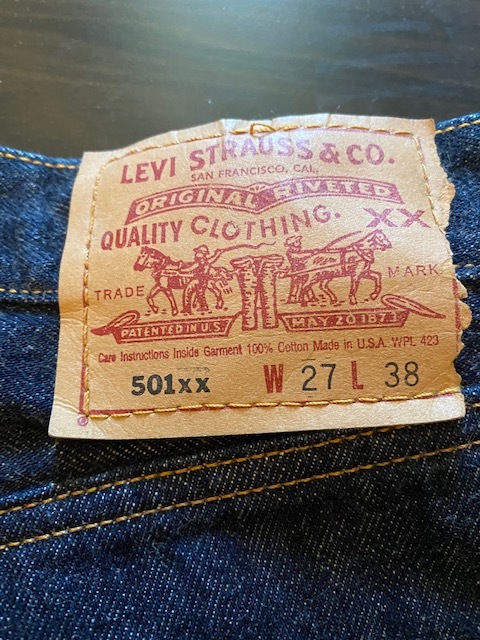 LEVI STRAUSS & CO.
SAN FRANCISCO, CAL.,
ORIGINAL RIVETED
QUALITY CLOTHING. XX
TRADE MARK
PATENTED IN U.S. MAY 20 1873
Care Instructions Inside Garment 100% Cotton Made in U.S.A. WPL 423
501xx W 27 L 38
®